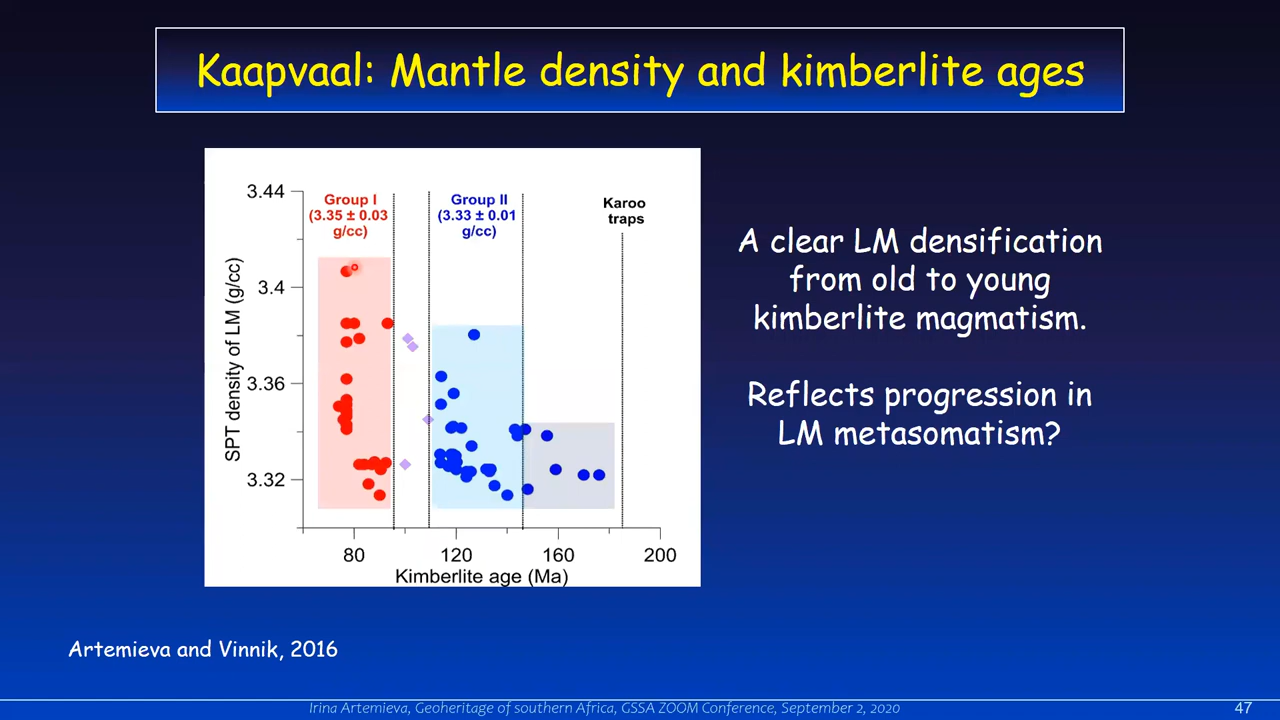 Kaapvaal: Mantle density and kimberlite ages
3.44
3.4
3.36
3.32
SPT density of LM (g/cc)
Group I
(3.35 ± 0.03
g/cc)
Group II
(3.33 ± 0.01
g/cc)
Karoo
traps
80
120
160
200
Kimberlite age (Ma)
A clear LM densification
from old to young
kimberlite magmatism.
Reflects progression in
LM metasomatism?
Artemieva and Vinnik, 2016
Irina Artemieva, Geoheritage of southern Africa, GSSA ZOOM Conference, September 2, 2020
47